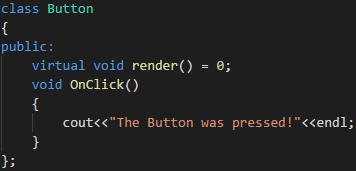 class Button
{
public:
    virtual void render() = 0;
    void OnClick()
    {
        cout<<"The Button was pressed!"<<endl;
    }
};